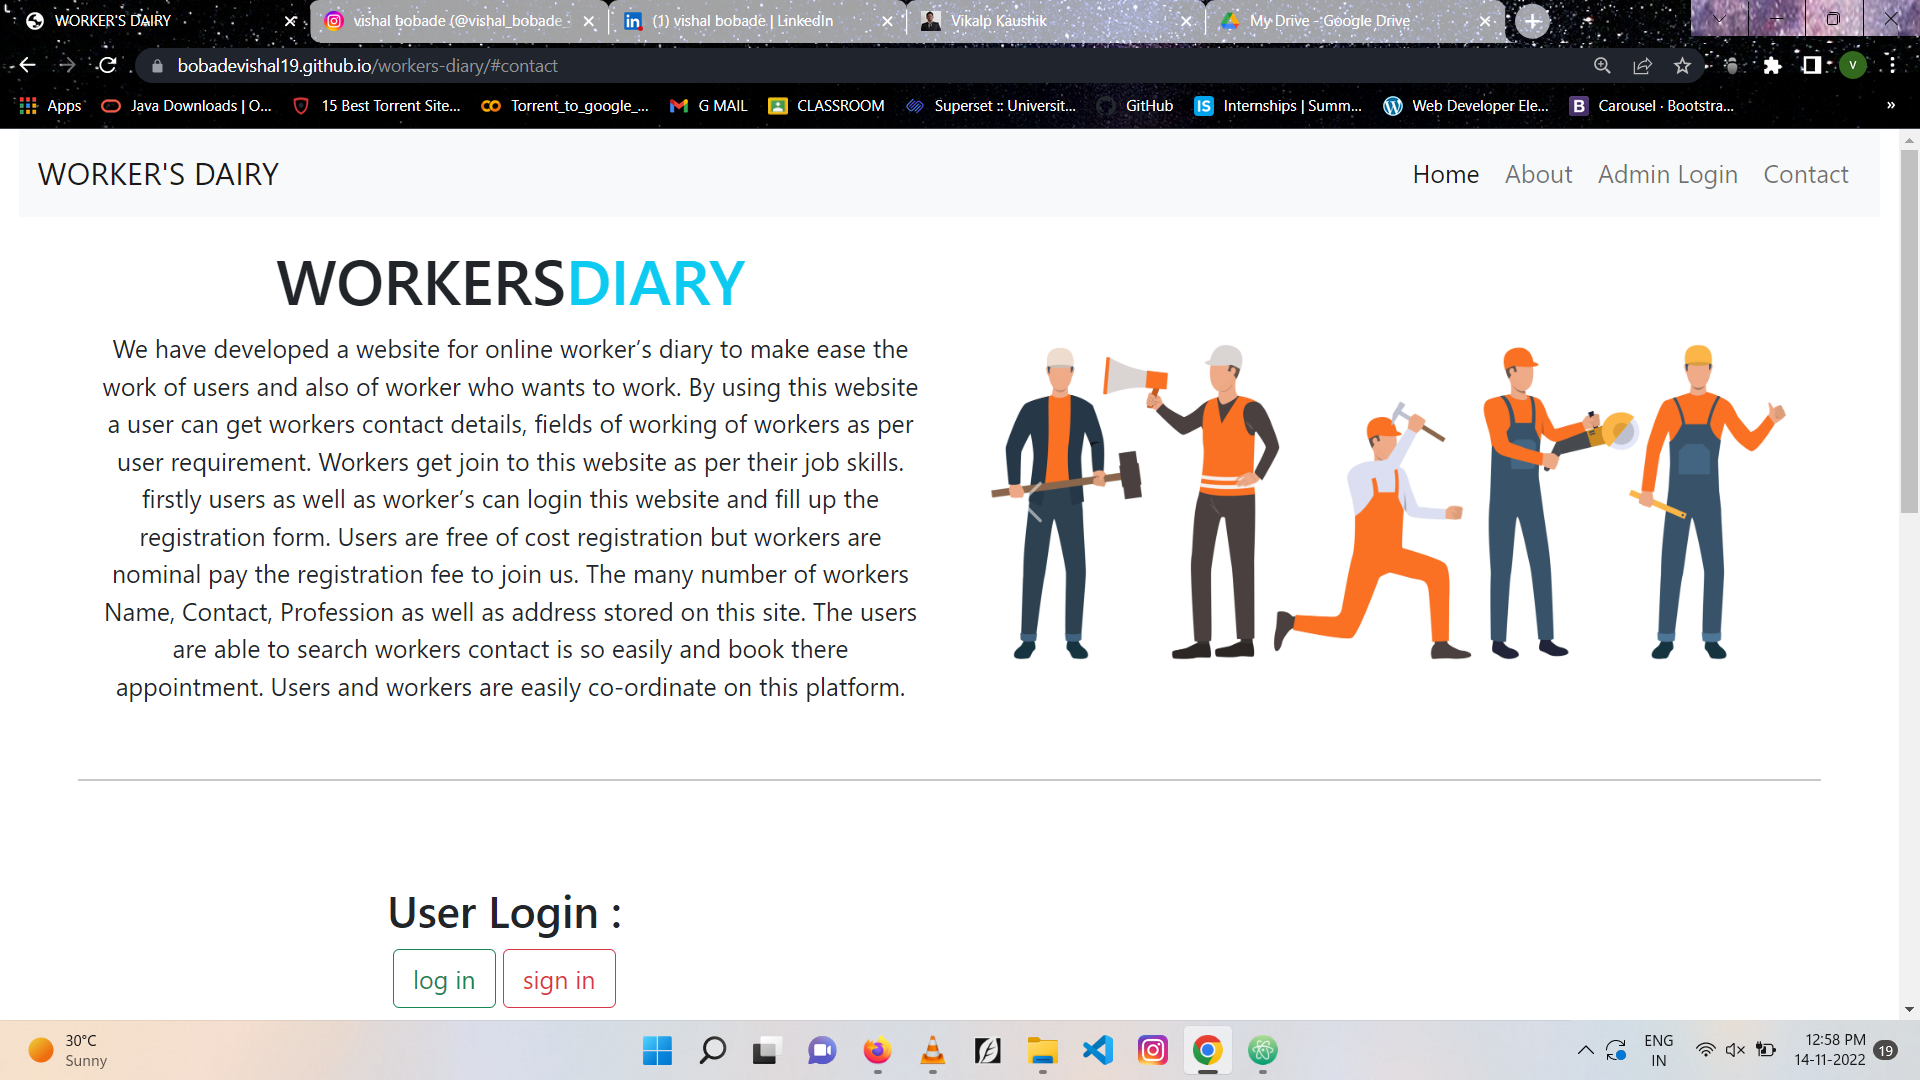 WORKER'S DAIRY
vishal bobade (@vishal_bobade
(1) vishal bobade | LinkedIn
Vikalp Kaushik
My Drive - Google Drive
bobadevishal19.github.io/workers-diary/#contact
V
Apps
Java Downloads | O...
15 Best Torrent Site...
Torrent_to_google_...
G MAIL
CLASSROOM
Superset :: Universit...
GitHub
IS
Internships | Summ...
Web Developer Ele...
B
Carousel · Bootstra...
»
WORKER'S DAIRY
Home
About
Admin Login
Contact
WORKERSDIARY
We have developed a website for online worker’s diary to make ease the
work of users and also of worker who wants to work. By using this website
a user can get workers contact details, fields of working of workers as per
user requirement. Workers get join to this website as per their job skills.
firstly users as well as worker’s can login this website and fill up the
registration form. Users are free of cost registration but workers are
nominal pay the registration fee to join us. The many number of workers
Name, Contact, Profession as well as address stored on this site. The users
are able to search workers contact is so easily and book there
appointment. Users and workers are easily co-ordinate on this platform.
User Login :
log in
sign in
30°C
Sunny
ENG
IN
12:58 PM
14-11-2022
19